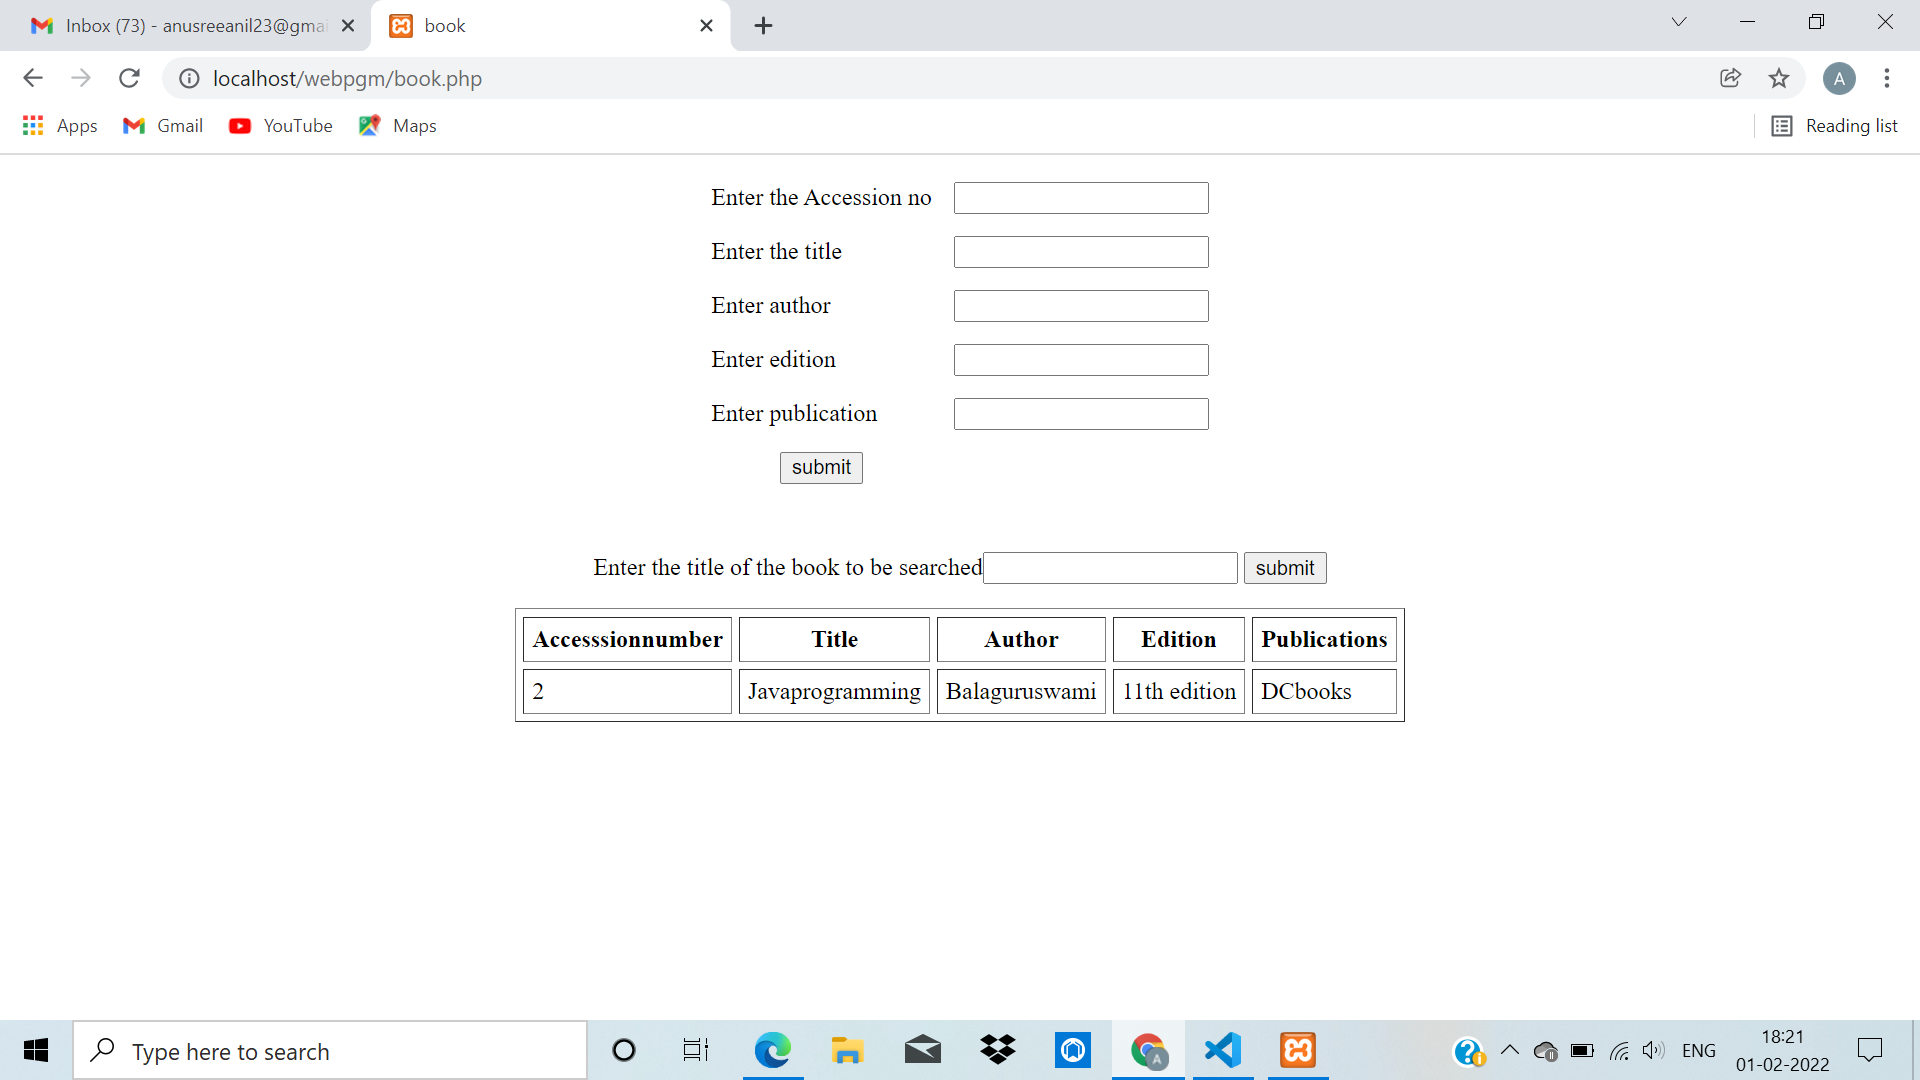 Inbox (73) - anusreeanil23@gmai
book
localhost/webpgm/book.php
A
Apps
Gmail
YouTube
Maps
Reading list
Enter the Accession no
Enter the title
Enter author
Enter edition
Enter publication
submit
Enter the title of the book to be searched submit
Accesssionnumber Title Author Edition Publications
2 Javaprogramming Balaguruswami 11th edition DCbooks
Type here to search
A
ENG
18:21
01-02-2022